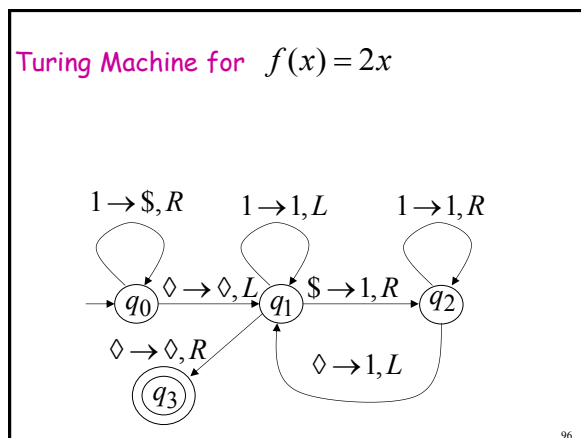 Turing Machine for f(x) = 2x
1 → $, R 1 → 1, L 1 → 1, R
q0 ◊ → ◊, L q1 $ → 1, R q2
◊ → ◊, R ◊ → 1, L
q3
96